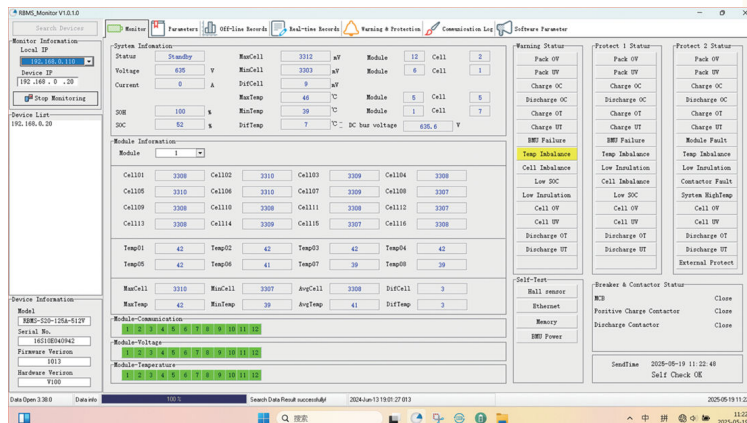 RBMS_Monitor V1.0.1.0
Search Devices
Monitor Parameters Off-line Records Real-time Records Warning & Protection Communication Log Software Parameter
Monitor Information
Local IP
192.168.0.110
Device IP
192 .168 . 0 .20
Stop Monitoring
Device List
192.168.0.20
Device Information
Model
RBMS-S20-125A-512V
Serial No.
16S10E040942
Firmware Verison
1013
Hardware Verison
V100
System Infomation
Status Standby MaxCell 3312 mV Module 12 Cell 2
Voltage 635 V MinCell 3303 mV Module 6 Cell 1
Current 0 A DifCell 9 mV
MaxTemp 46 ℃ Module 5 Cell 5
SOH 100 % MinTemp 39 ℃ Module 1 Cell 7
SOC 52 % DifTemp 7 ℃ DC bus voltage 635.6 V
Module Information
Module 1
Cell01 3308 Cell02 3310 Cell03 3309 Cell04 3308
Cell05 3310 Cell06 3310 Cell07 3309 Cell08 3307
Cell09 3308 Cell10 3308 Cell11 3308 Cell12 3307
Cell13 3308 Cell14 3309 Cell15 3307 Cell16 3308
Temp01 42 Temp02 42 Temp03 42 Temp04 42
Temp05 42 Temp06 41 Temp07 39 Temp08 39
MaxCell 3310 MinCell 3307 AvgCell 3308 DifCell 3
MaxTemp 42 MinTemp 39 AvgTemp 41 DifTemp 3
Module-Communication
1 2 3 4 5 6 7 8 9 10 11 12
Module-Voltage
1 2 3 4 5 6 7 8 9 10 11 12
Module-Temperature
1 2 3 4 5 6 7 8 9 10 11 12
Warning Status
Pack OV
Pack UV
Charge OC
Discharge OC
Charge OT
Charge UT
BMU Failure
Temp Imbalance
Cell Imbalance
Low SOC
Low Insulation
Cell OV
Cell UV
Discharge OT
Discharge UT
Protect 1 Status
Pack OV
Pack UV
Charge OC
Discharge OC
Charge OT
Charge UT
BMU Failure
Temp Imbalance
Low Insulation
Cell Imbalance
Low SOC
Cell OV
Cell UV
Discharge OT
Discharge UT
Protect 2 Status
Pack OV
Pack UV
Charge OC
Discharge OC
Charge OT
Charge UT
Module Fault
Temp Imbalance
Low Insulation
Contactor Fault
System HighTemp
Cell OV
Cell UV
Discharge OT
Discharge UT
External Protect
Self-Test
Hall sensor
Ethernet
Memory
BMU Power
Breaker & Contactor Status
MCB Close
Positive Charge Contactor Close
Discharge Contactor Close
SendTime 2025-05-19 11:22:48
Self Check OK
Data Open 3.38.0 Data info 100 % Search Data Result successfully! 2024-Jun 13 19:01:27 013 2025-05-19 11:2
搜索
中 拼 11:22
2025-05-1